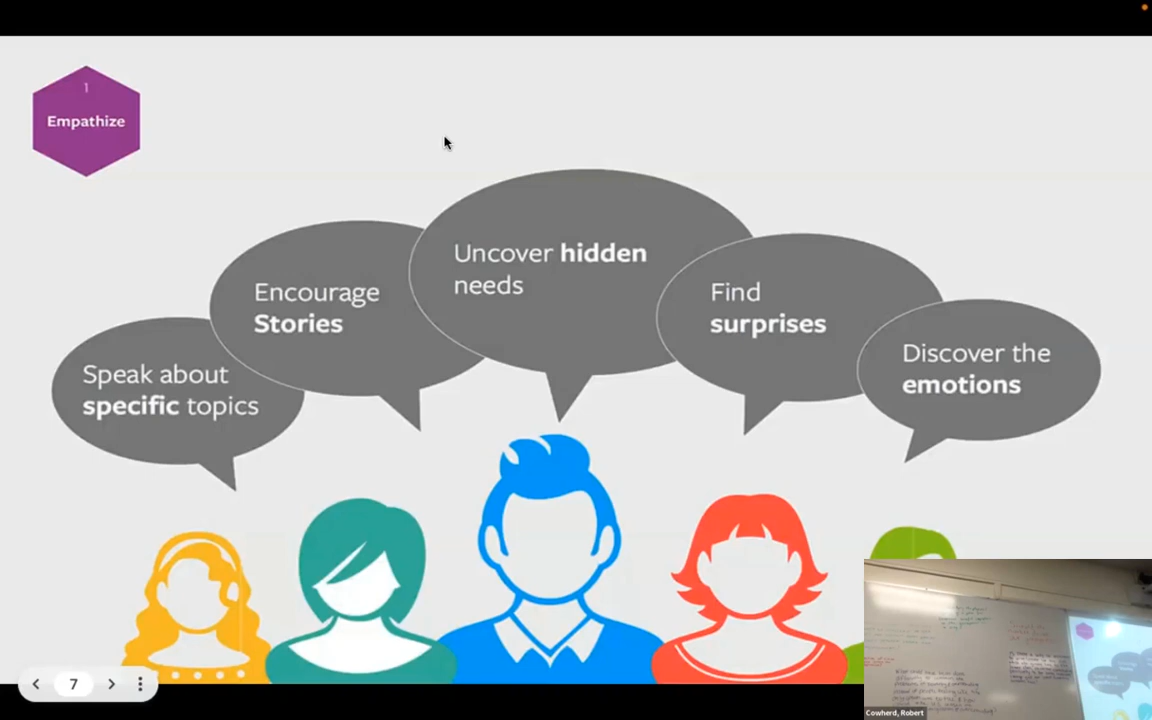 1
Empathize
Uncover hidden
needs
Encourage
Stories
Find
surprises
Discover the
emotions
Speak about
specific topics
7
Cowherd, Robert